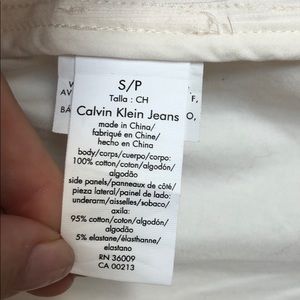 S/P
Talla : CH
Calvin Klein Jeans
made in China/
fabriqué en Chine/
hecho en China
body/corps/cuerpo/corpo:
100% cotton/coton/algodón/
algodão
side panels/panneaux de côté/
pieza lateral/painel de lado:
underarm/aisselles/sobaco/
axila:
95% cotton/coton/algodón/
algodão
5% elastane/élasthanne/
elastano
RN 36009
CA 00213